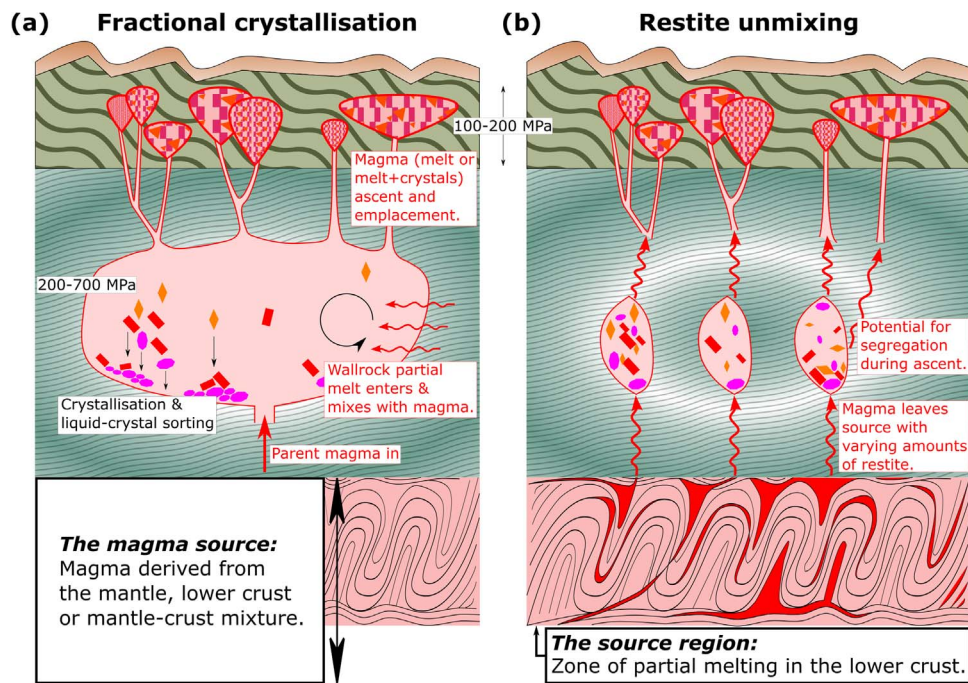 (a) Fractional crystallisation
(b) Restite unmixing
100-200 MPa
Magma (melt or
melt+crystals)
ascent and
emplacement.
200-700 MPa
Wallrock partial
melt enters &
mixes with magma.
Crystallisation &
liquid-crystal sorting
Parent magma in
The magma source:
Magma derived from
the mantle, lower crust
or mantle-crust mixture.
Potential for
segregation
during ascent.
Magma leaves
source with
varying amounts
of restite.
The source region:
Zone of partial melting in the lower crust.